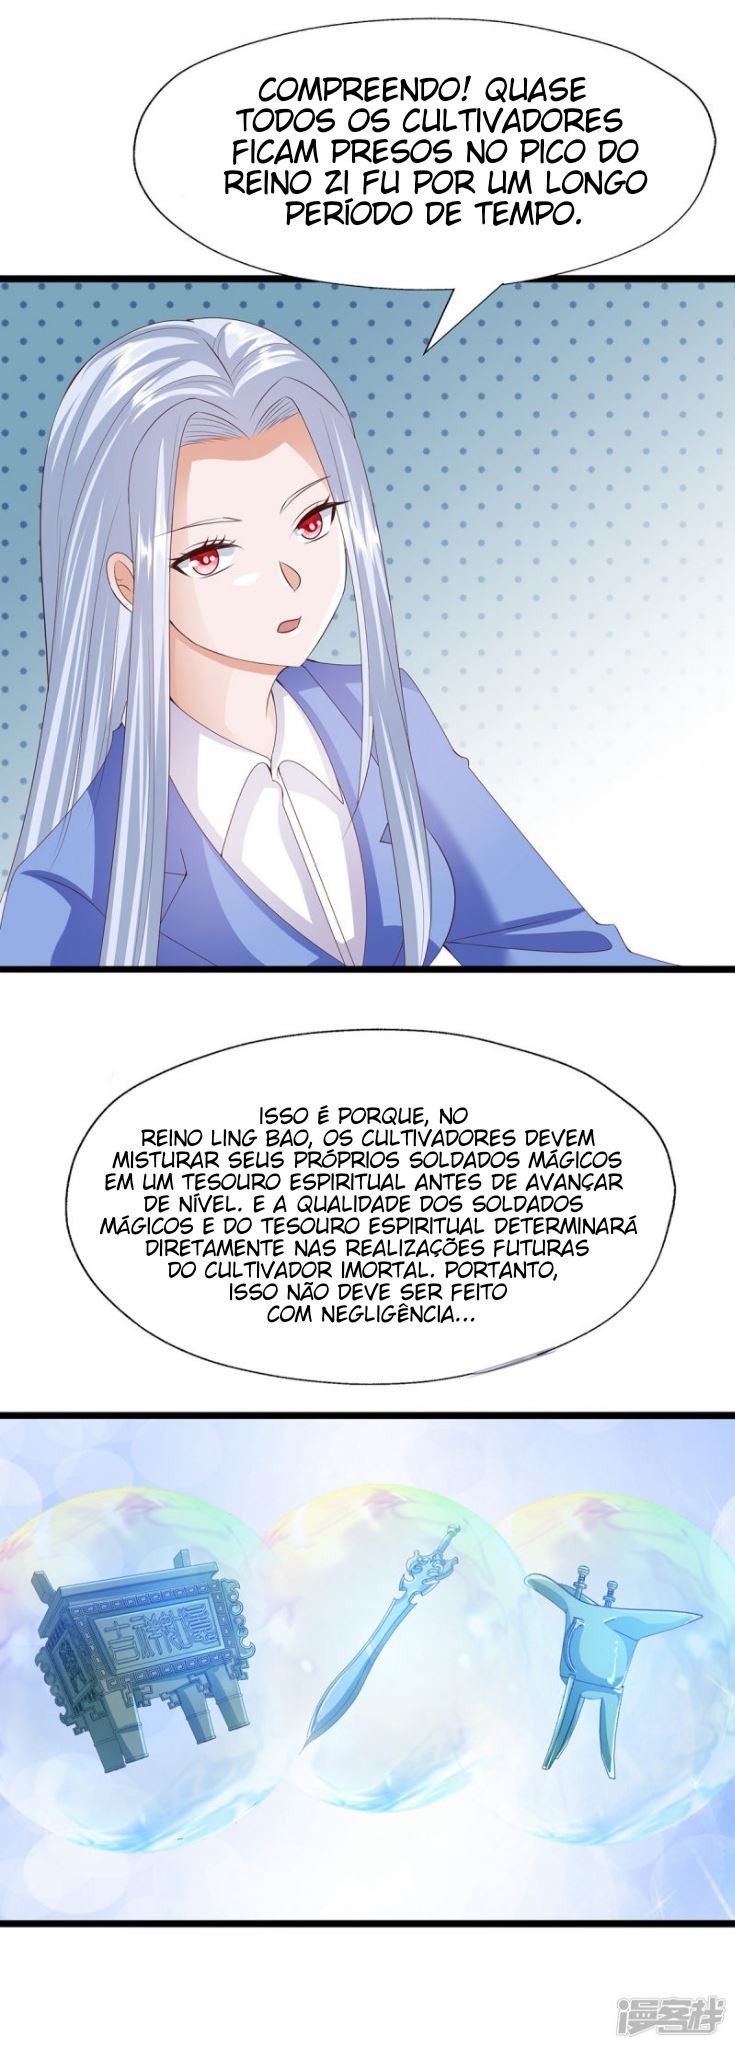 COMPREENDO! QUASE
TODOS OS CULTIVADORES
FICAM PRESOS NO PICO DO
REINO ZI FU POR UM LONGO
PERÍODO DE TEMPO.
ISSO É PORQUE, NO
REINO LING BAO, OS CULTIVADORES DEVEM
MISTURAR SEUS PRÓPRIOS SOLDADOS MÁGICOS
EM UM TESOURO ESPIRITUAL ANTES DE AVANÇAR
DE NÍVEL. E A QUALIDADE DOS SOLDADOS
MÁGICOS E DO TESOURO ESPIRITUAL DETERMINARÁ
DIRETAMENTE NAS REALIZAÇÕES FUTURAS
DO CULTIVADOR IMORTAL. PORTANTO,
ISSO NÃO DEVE SER FEITO
COM NEGLIGÊNCIA...
漫客栈